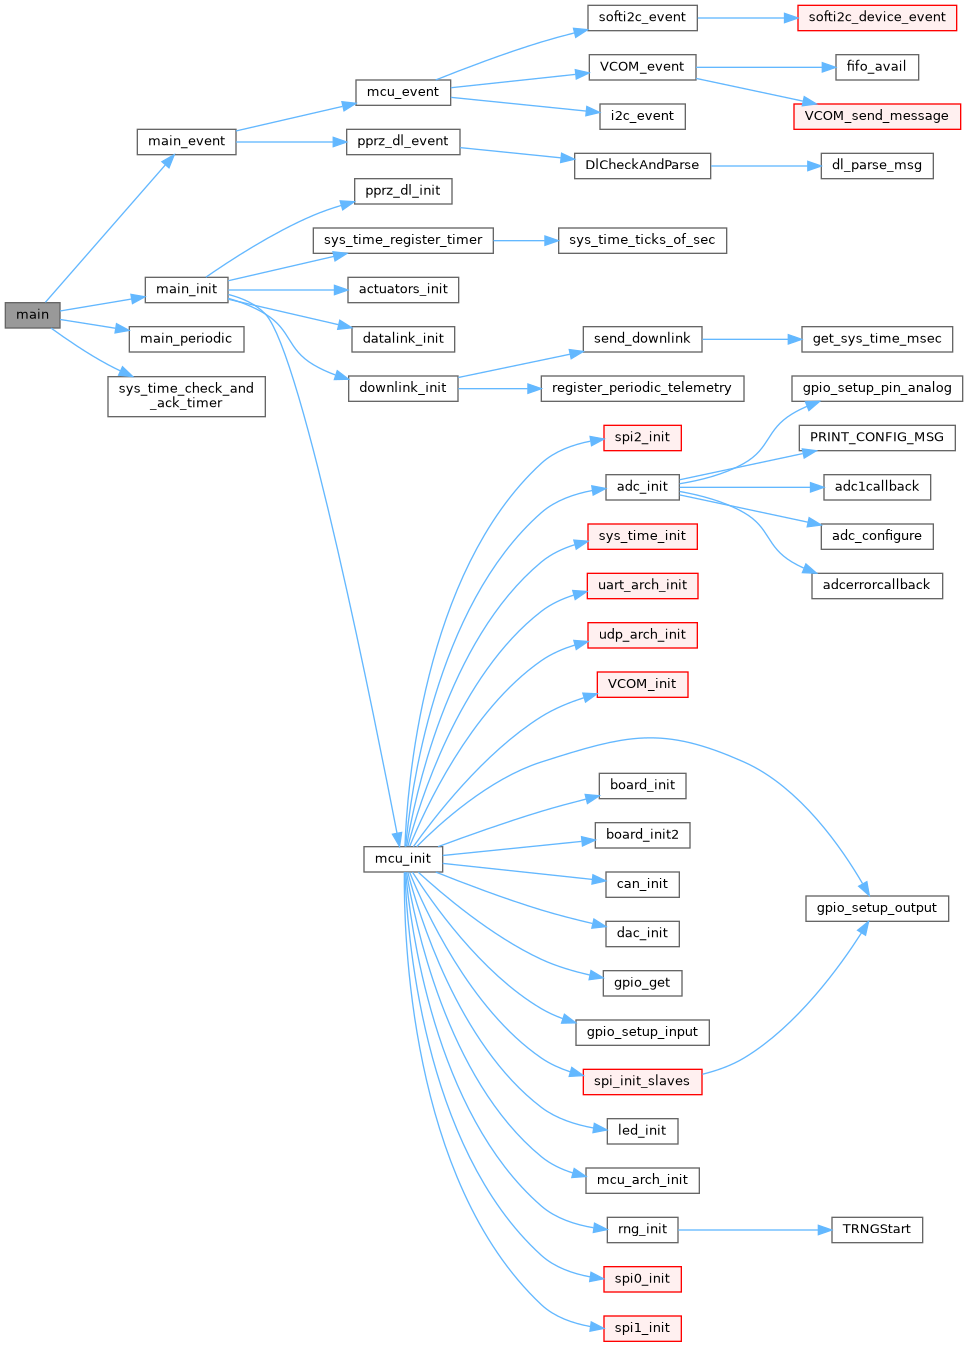 softi2c_event
softi2c_device_event
VCOM_event
fifo_avail
mcu_event
i2c_event
VCOM_send_message
main_event
pprz_dl_event
DlCheckAndParse
dl_parse_msg
pprz_dl_init
sys_time_register_timer
sys_time_ticks_of_sec
main_init
actuators_init
main
main_periodic
datalink_init
send_downlink
get_sys_time_msec
sys_time_check_and
_ack_timer
downlink_init
register_periodic_telemetry
gpio_setup_pin_analog
spi2_init
PRINT_CONFIG_MSG
adc_init
adc1callback
sys_time_init
adc_configure
uart_arch_init
adcerrorcallback
udp_arch_init
VCOM_init
board_init
board_init2
mcu_init
can_init
gpio_setup_output
dac_init
gpio_get
gpio_setup_input
spi_init_slaves
led_init
mcu_arch_init
rng_init
TRNGStart
spi0_init
spi1_init